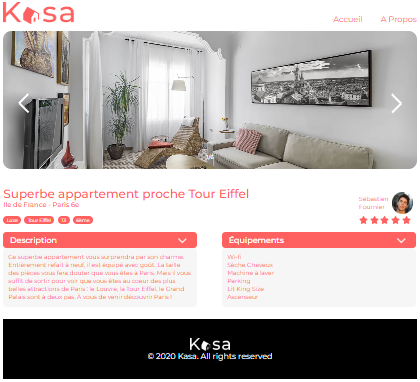 Kasa
Accueil A Propos
Superbe appartement proche Tour Eiffel
Ile de France - Paris 6e
Luxe Tour Eiffel T3 6ème
Sébastien
Fournier
Description
Ce superbe appartement vous surprendra par son charme.
Entièrement refait à neuf, il est équipé avec goût. La taille
des pièces vous fera douter que vous êtes à Paris. Mais il vous
suffit de sortir pour voir que vous êtes au coeur des plus
belles attractions de Paris : le Louvre, la Tour Eiffel, le Grand
Palais sont à deux pas. A vous de venir découvrir Paris !
Équipements
Wi-fi
Sèche Cheveux
Machine à laver
Parking
Lit King Size
Ascenseur
Kasa
© 2020 Kasa. All rights reserved